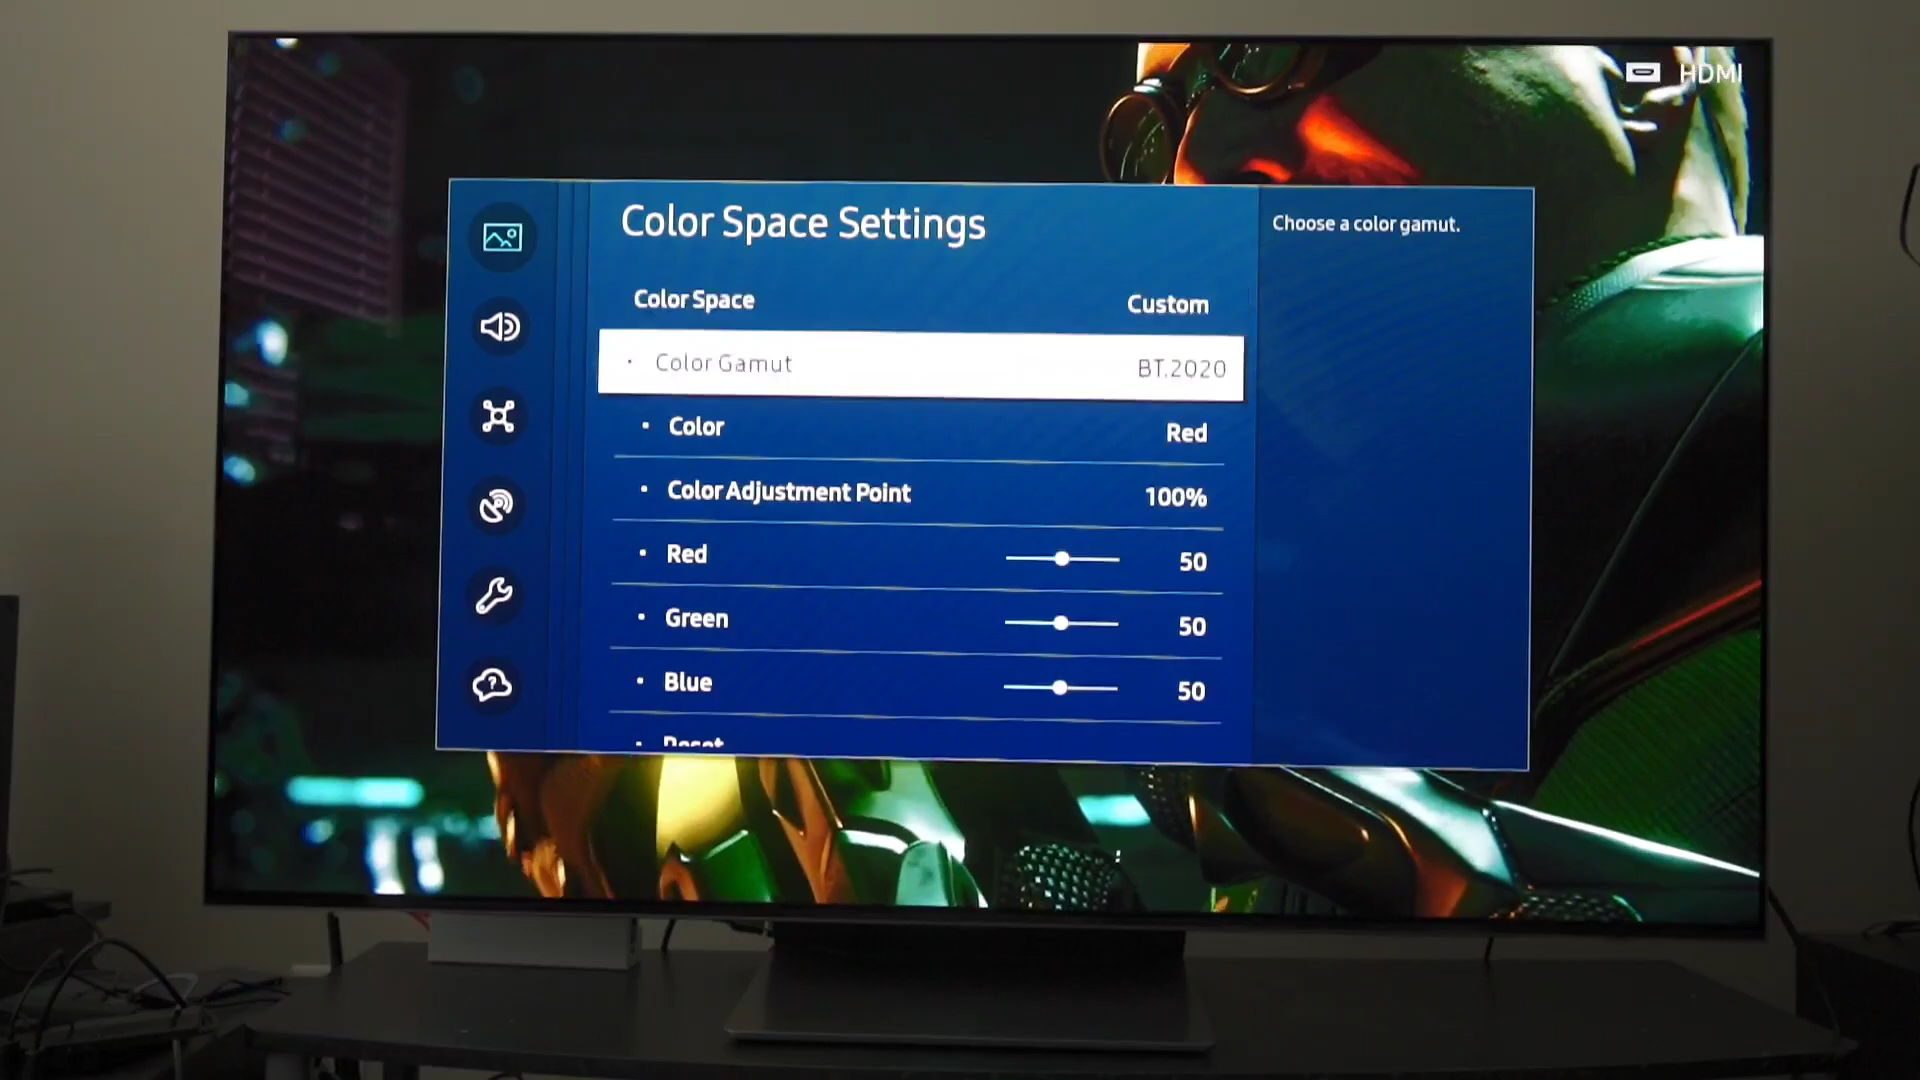 HDMI
Color Space Settings
Choose a color gamut.
Color Space Custom
· Color Gamut BT.2020
· Color Red
· Color Adjustment Point 100%
· Red 50
· Green 50
· Blue 50
· Reset